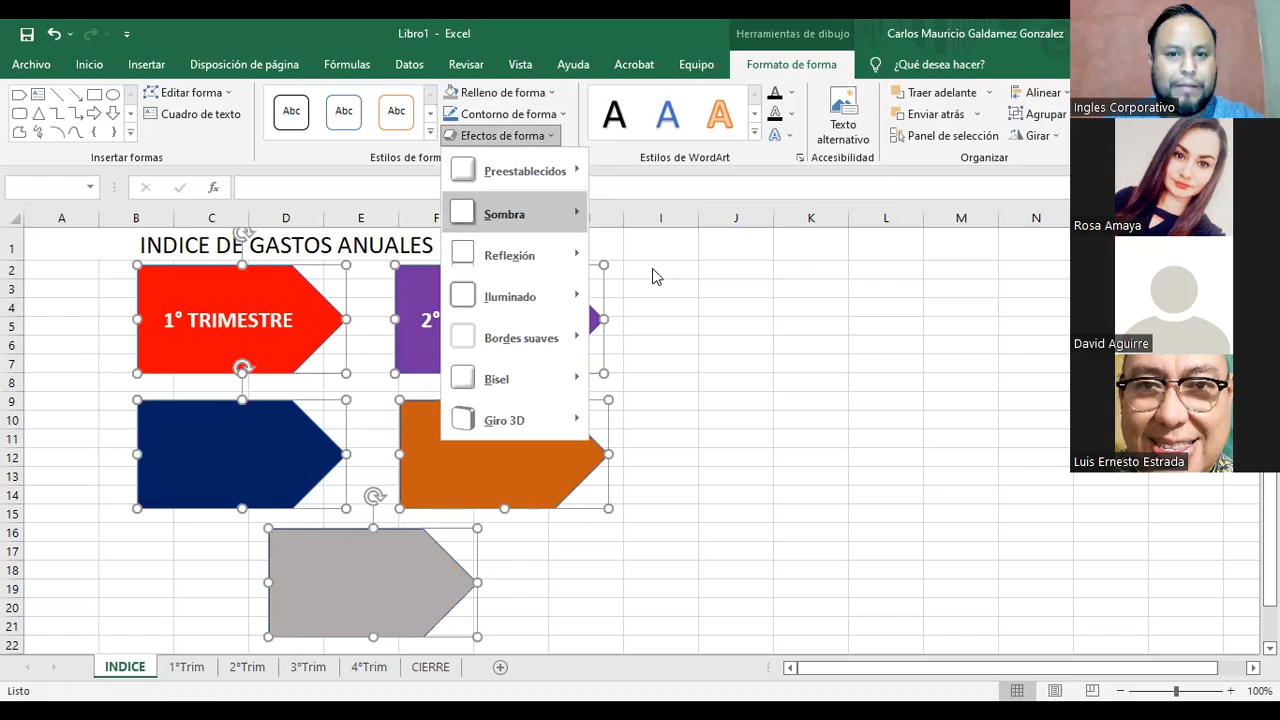 Libro1 - Excel
Herramientas de dibujo
Carlos Mauricio Galdamez Gonzalez
Archivo Inicio Insertar Disposición de página Fórmulas Datos Revisar Vista Ayuda Acrobat Equipo Formato de forma ¿Qué desea hacer?
Editar forma
Cuadro de texto
Insertar formas
Abc Abc Abc
Estilos de form
Relleno de forma
Contorno de forma
Efectos de forma
A A A
Estilos de WordArt
A
A
A
Texto
alternativo
Accesibilidad
Traer adelante
Enviar atrás
Panel de selección
Alinear
Agrupar
Girar
Organizar
Preestablecidos
Sombra
Reflexión
Iluminado
Bordes suaves
Bisel
Giro 3D
fx
A B C D E F I J K L M N
1
2
3
4
5
6
7
8
9
10
11
12
13
14
15
16
17
18
19
20
21
22
INDICE DE GASTOS ANUALES
1° TRIMESTRE
2°
INDICE 1°Trim 2°Trim 3°Trim 4°Trim CIERRE
Listo
100%
Ingles Corporativo
Rosa Amaya
David Aguirre
Luis Ernesto Estrada